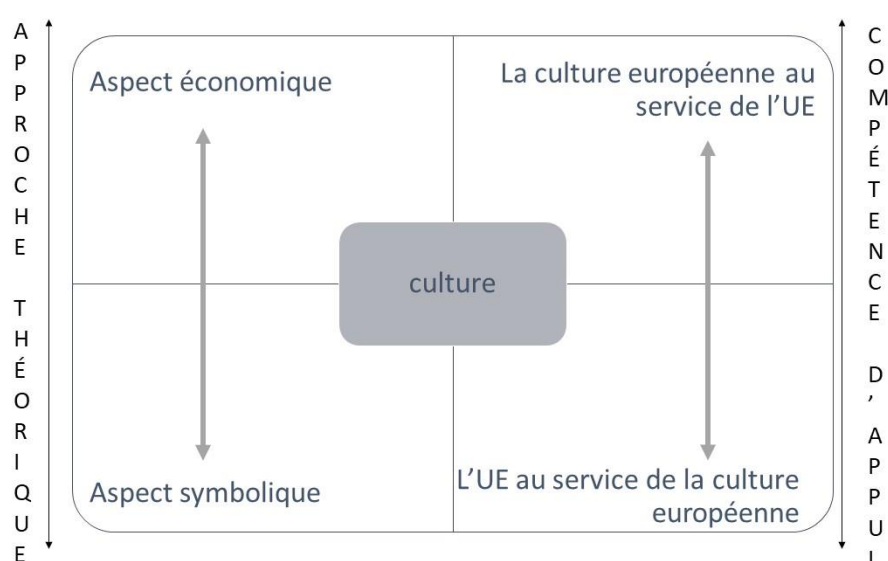 APPROCHE THÉORIQUE
Aspect économique
La culture européenne au
service de l'UE
culture
Aspect symbolique
L'UE au service de la culture
européenne
COMPÉTENCE D'APPUI